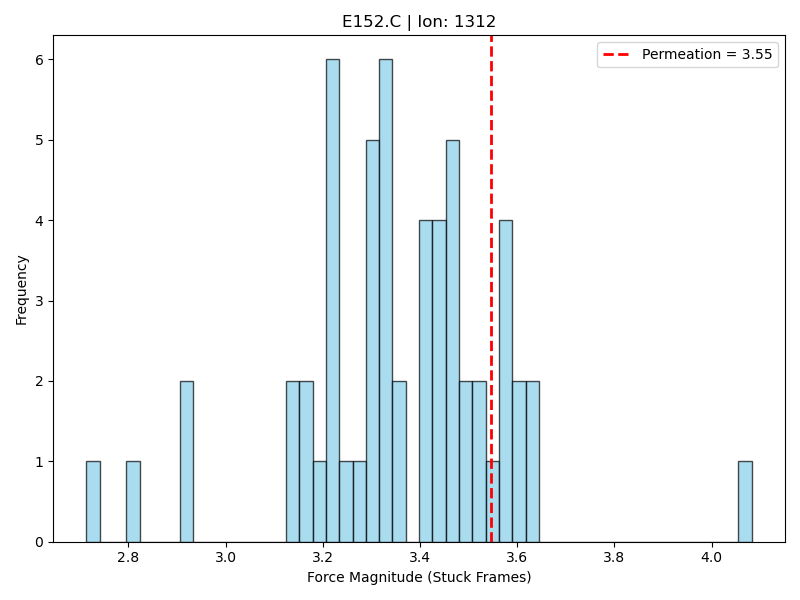 E152.C | Ion: 1312
Permeation = 3.55
6
5
4
3
2
1
0
Frequency
2.8 3.0 3.2 3.4 3.6 3.8 4.0
Force Magnitude (Stuck Frames)